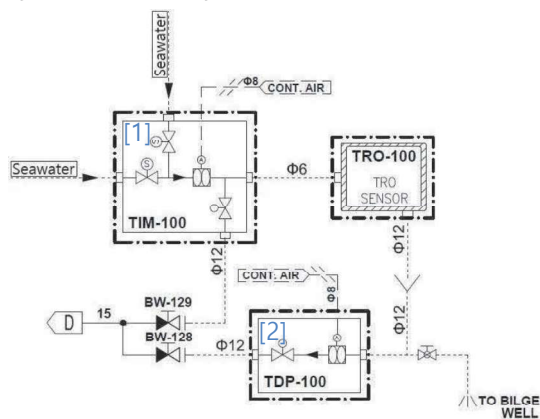 Seawater
Φ8
CONT. AIR
[1]
S
Seawater
TIM-100
Φ6
TRO-100
TRO
SENSOR
Φ12
Φ12
CONT. AIR
Φ8
Φ12
D
15
BW-129
BW-128
Φ12
[2]
TDP-100
TO BILGE
WELL